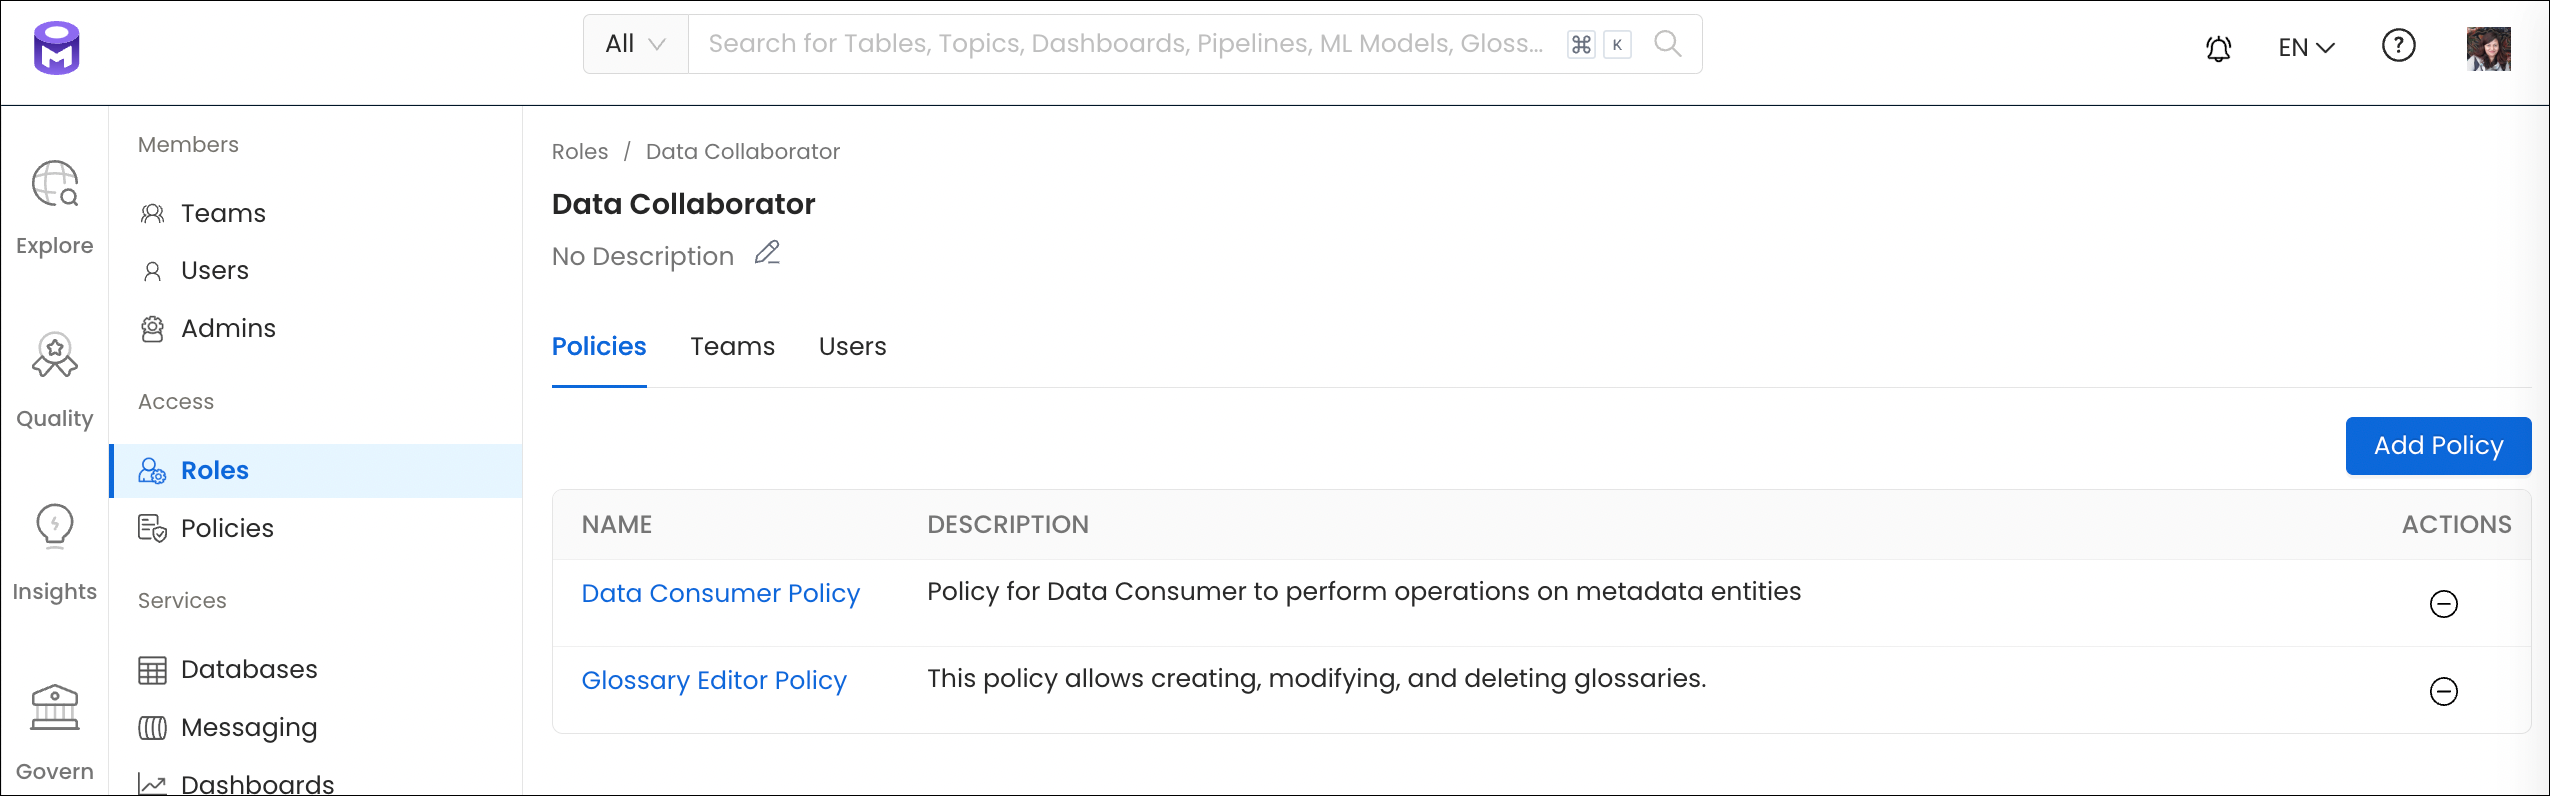 All
Search for Tables, Topics, Dashboards, Pipelines, ML Models, Gloss...
⌘ K
EN
?
M
Explore
Quality
Insights
Govern
Members
Teams
Users
Admins
Access
Roles
Policies
Services
Databases
Messaging
Dashboards
Roles / Data Collaborator
Data Collaborator
No Description
Policies Teams Users
Add Policy
NAME DESCRIPTION ACTIONS
Data Consumer Policy Policy for Data Consumer to perform operations on metadata entities
Glossary Editor Policy This policy allows creating, modifying, and deleting glossaries.